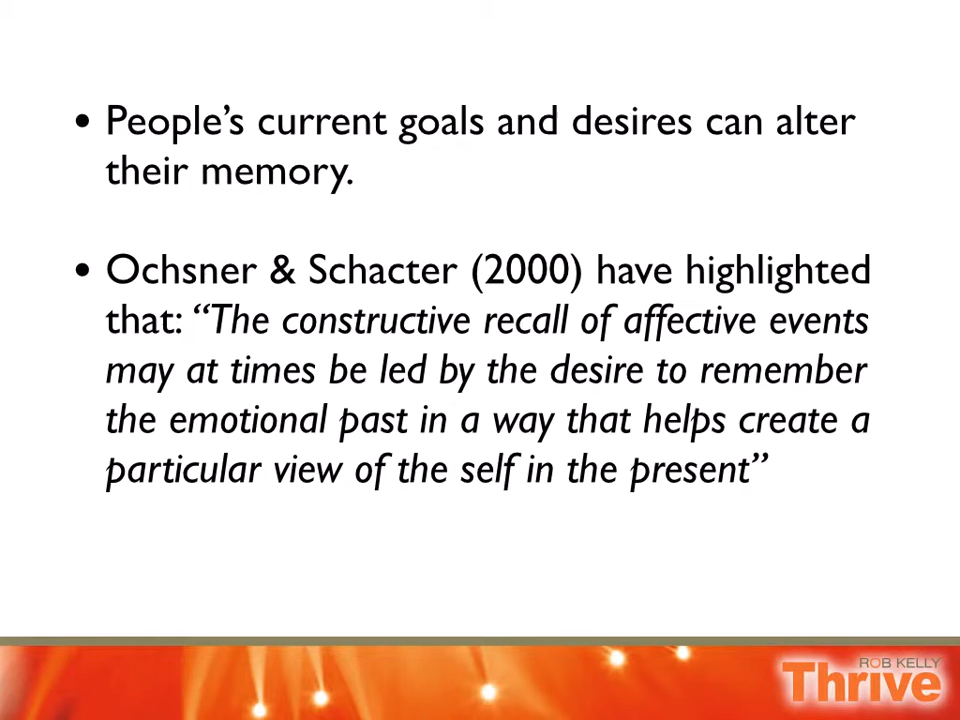 • People’s current goals and desires can alter
their memory.
• Ochsner & Schacter (2000) have highlighted
that: “The constructive recall of affective events
may at times be led by the desire to remember
the emotional past in a way that helps create a
particular view of the self in the present”
ROB KELLY
Thrive